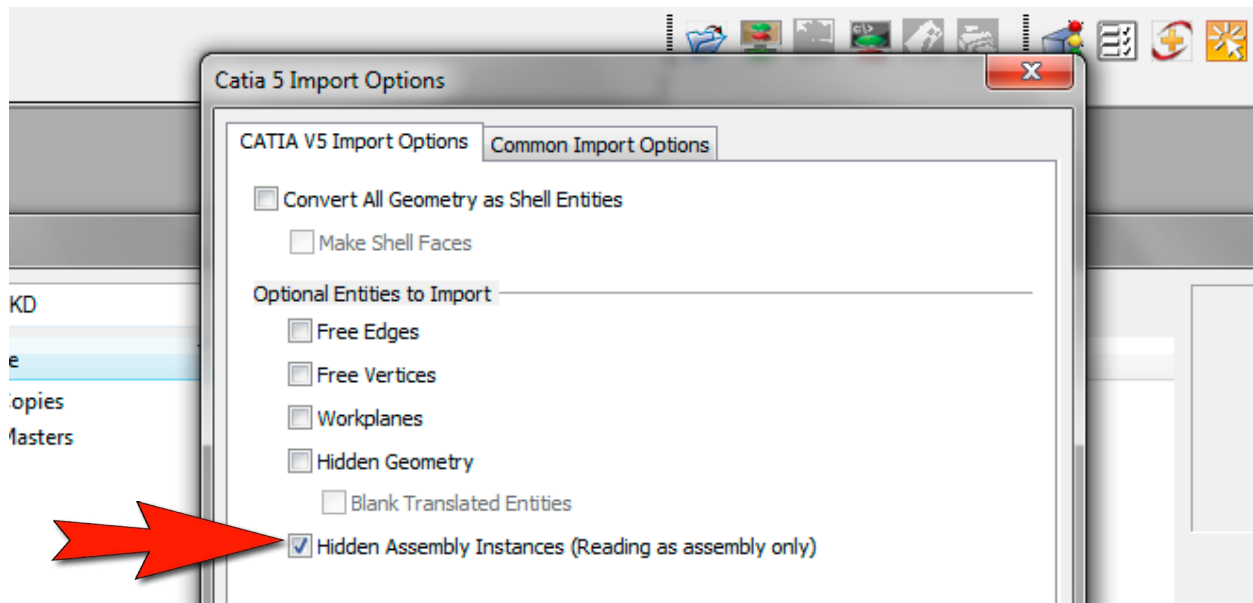 Catia 5 Import Options
CATIA V5 Import Options
Common Import Options
Convert All Geometry as Shell Entities
Make Shell Faces
Optional Entities to Import
KD
Free Edges
e
Free Vertices
opies
Workplanes
Masters
Hidden Geometry
Blank Translated Entities
Hidden Assembly Instances (Reading as assembly only)